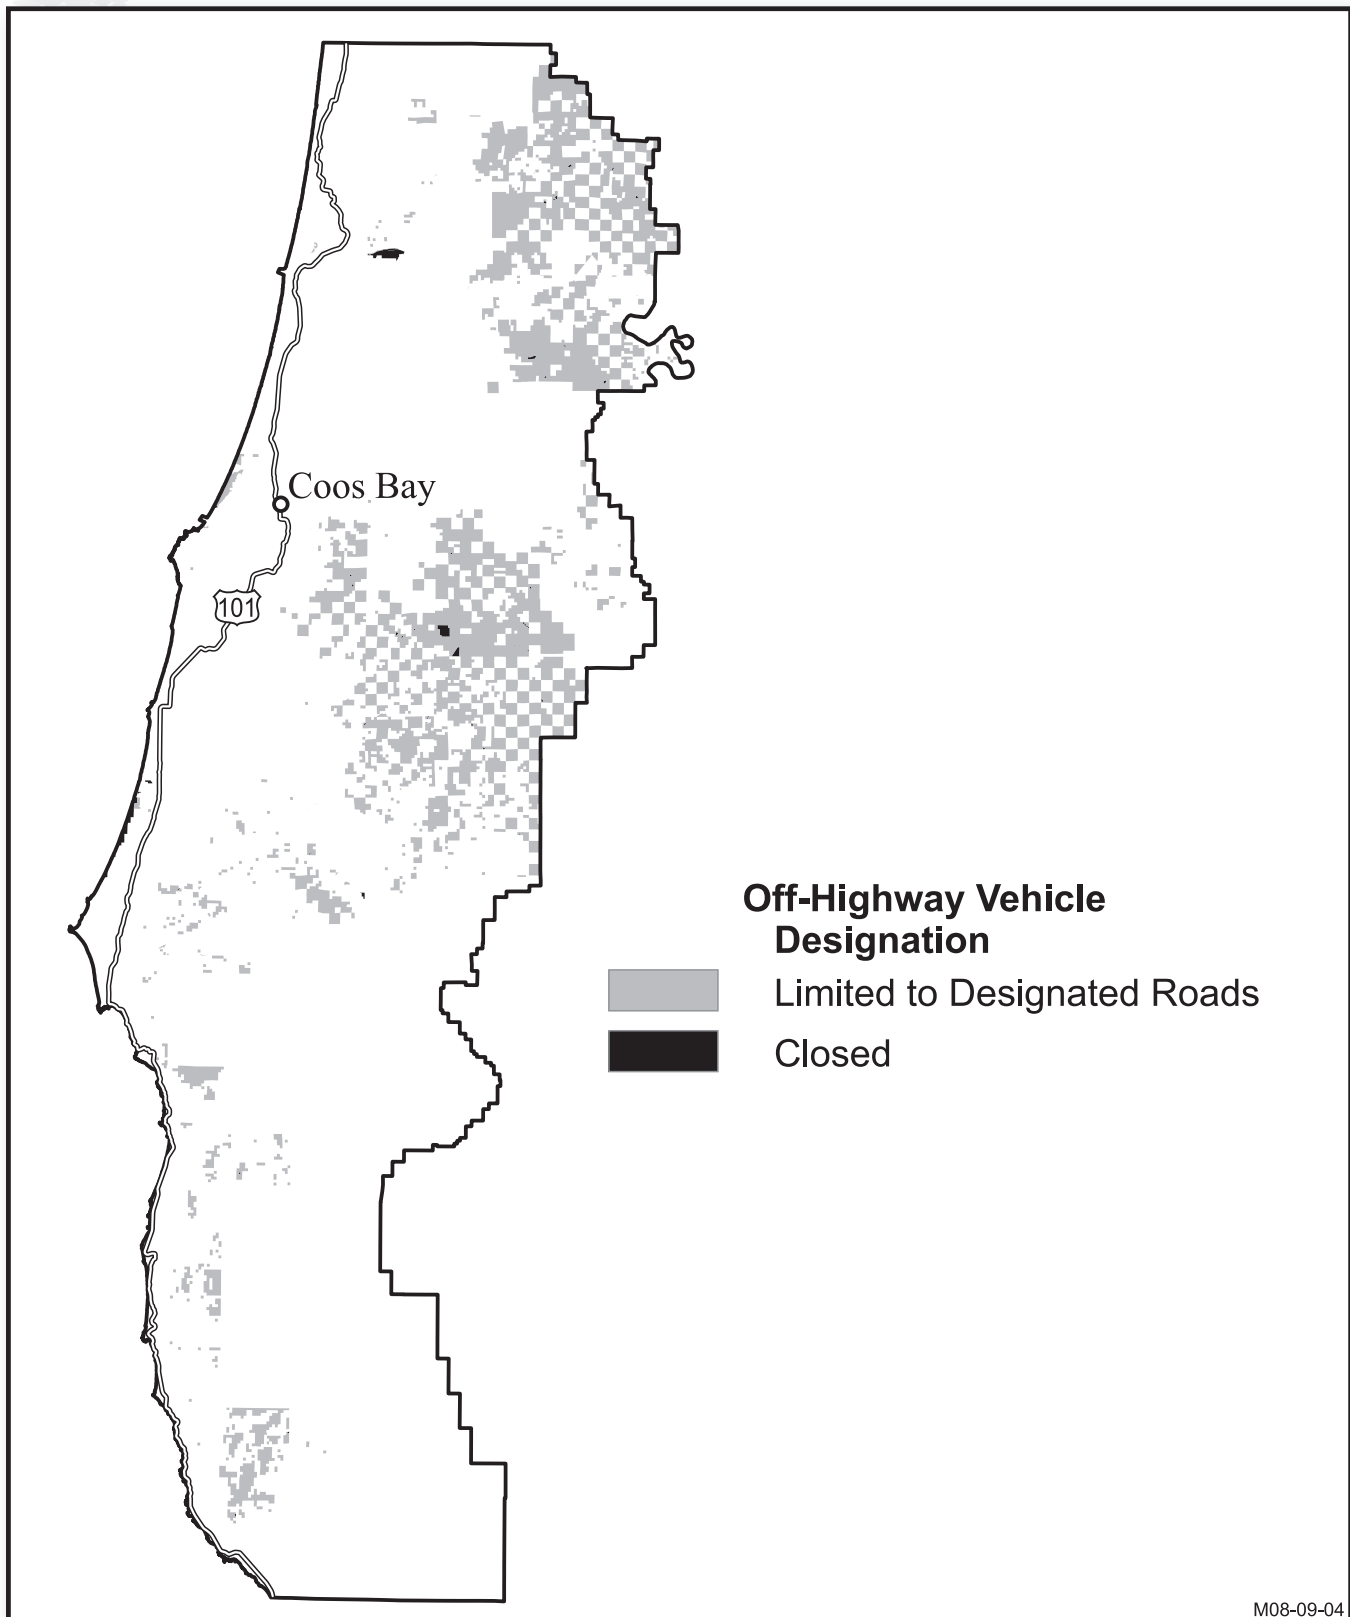 Coos Bay
101
Off-Highway Vehicle
Designation
Limited to Designated Roads
Closed
M08-09-04